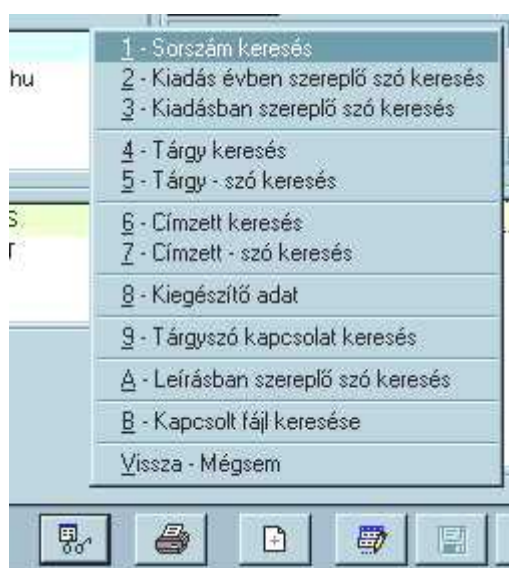 1 - Sorszám keresés
hu
2 - Kiadás évben szereplő szó keresés
3 - Kiadásban szereplő szó keresés
4 - Tárgy keresés
5 - Tárgy - szó keresés
S
6 - Címzett keresés
T
7 - Címzett - szó keresés
8 - Kiegészítő adat
9 - Tárgyszó kapcsolat keresés
A - Leírásban szereplő szó keresés
B - Kapcsolt fájl keresése
Vissza - Mégsem